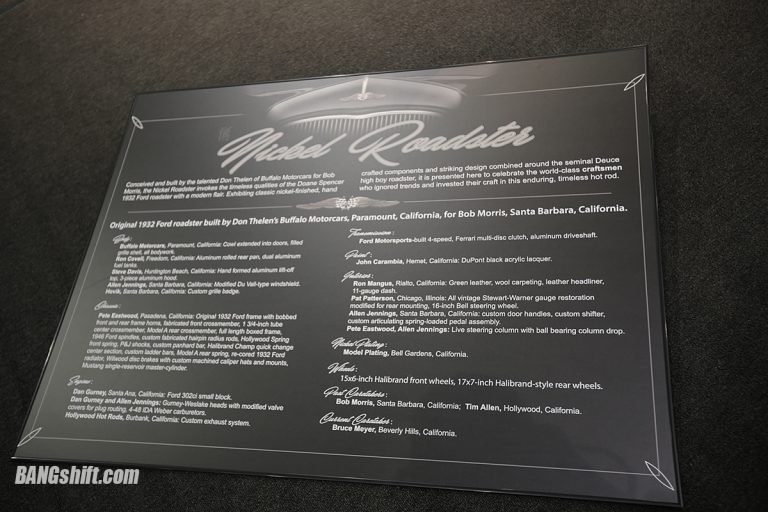 Nickel Roadster
Conceived and built by the talented Don Thelen of Buffalo Motorcars for Bob
Morris, the Nickel Roadster invokes the timeless qualities of the Doane Spencer
1932 Ford roadster with a modern flair. Exhibiting classic nickel-finished, hand
crafted components and striking design combined around the seminal Deuce
high boy roadster, it is presented here to celebrate the world-class craftsmen
who ignored trends and invested their craft in this enduring, timeless hot rod.
Original 1932 Ford roadster built by Don Thelen's Buffalo Motorcars, Paramount, California, for Bob Morris, Santa Barbara, California.
Body:
Buffalo Motorcars, Paramount, California: Cowl extended into doors, filled
grille shell, all bodywork.
Ron Covell, Freedom, California: Aluminum rolled rear pan, dual aluminum
fuel tanks.
Steve Davis, Huntington Beach, California: Hand formed aluminum lift-off
top, 3-piece aluminum hood.
Allen Jennings, Santa Barbara, California: Modified Du Vall-type windshield.
Hovik, Santa Barbara, California: Custom grille badge.
Chassis:
Pete Eastwood, Pasadena, California: Original 1932 Ford frame with bobbed
front and rear frame horns, fabricated front crossmember, 1 3/4-inch tube
center crossmember, Model A rear crossmember, full length boxed frame,
1946 Ford spindles, custom fabricated hairpin radius rods, Hollywood Spring
front spring, P&J shocks, custom panhard bar, Halibrand Champ quick change
center section, custom ladder bars, Model A rear spring, re-cored 1932 Ford
radiator, Wilwood disc brakes with custom machined caliper hats and mounts,
Mustang single-reservoir master-cylinder.
Engine:
Dan Gurney, Santa Ana, California: Ford 302ci small block.
Dan Gurney and Allen Jennings: Gurney-Weslake heads with modified valve
covers for plug routing, 4-48 IDA Weber carburetors.
Hollywood Hot Rods, Burbank, California: Custom exhaust system.
Transmission:
Ford Motorsports-built 4-speed, Ferrari multi-disc clutch, aluminum driveshaft.
Paint:
John Carambia, Hemet, California: DuPont black acrylic lacquer.
Interior:
Ron Mangus, Rialto, California: Green leather, wool carpeting, leather headliner,
11-gauge dash.
Pat Patterson, Chicago, Illinois: All vintage Stewart-Warner gauge restoration
modified for rear mounting, 16-inch Bell steering wheel.
Allen Jennings, Santa Barbara, California: custom door handles, custom shifter,
custom articulating spring-loaded pedal assembly.
Pete Eastwood, Allen Jennings: Live steering column with ball bearing column drop.
Nickel Plating:
Model Plating, Bell Gardens, California.
Wheels:
15x6-inch Halibrand front wheels, 17x7-inch Halibrand-style rear wheels.
Past Caretakers:
Bob Morris, Santa Barbara, California; Tim Allen, Hollywood, California.
Current Caretaker:
Bruce Meyer, Beverly Hills, California.
BANGshift.com